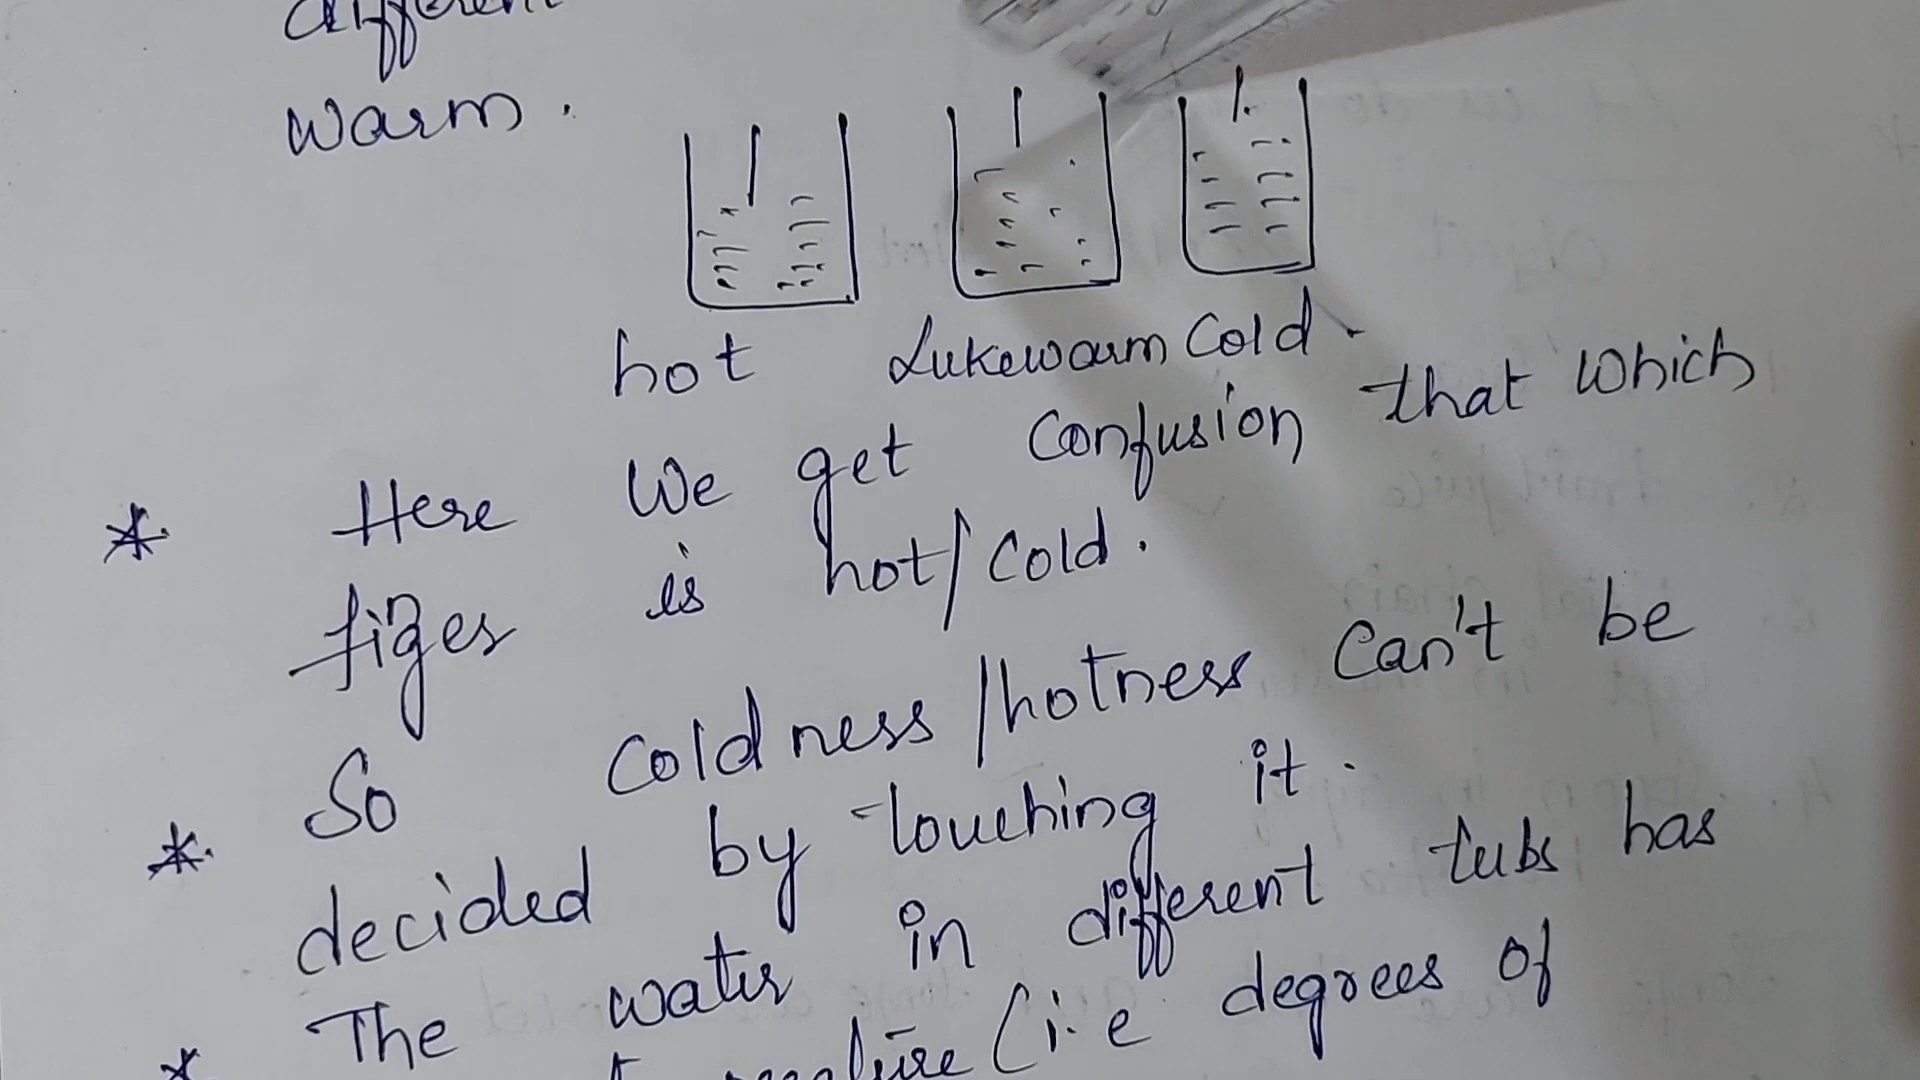 different
warm.
hot Lukewarm Cold.
* Here we get Confusion that which
figes is hot/cold.
* So coldness/hotness can't be
decided by touching it.
* The water in different tubs has
(i.e degrees of